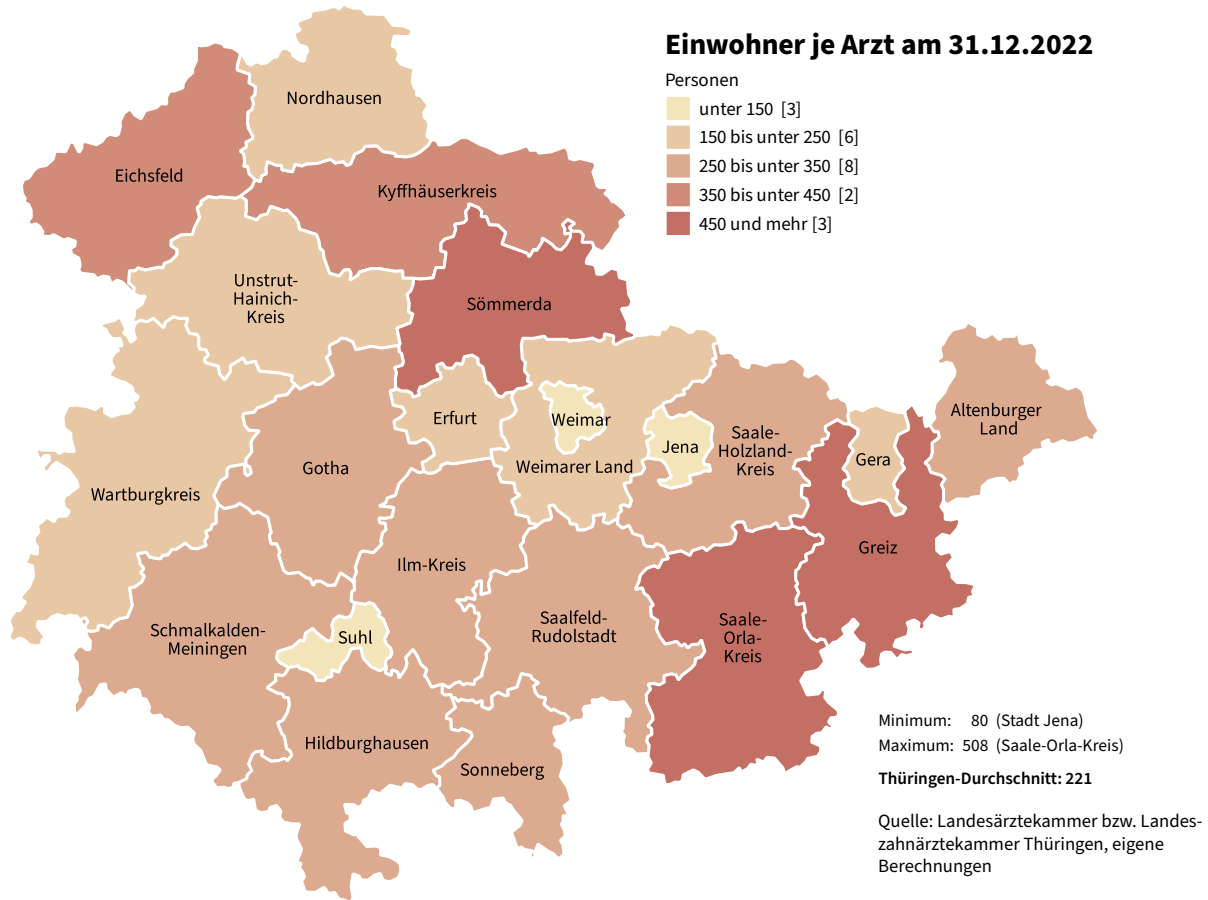 Einwohner je Arzt am 31.12.2022
Personen
unter 150 [3]
150 bis unter 250 [6]
250 bis unter 350 [8]
350 bis unter 450 [2]
450 und mehr [3]
Nordhausen
Eichsfeld
Kyffhäuserkreis
Unstrut-
Hainich-
Kreis
Sömmerda
Erfurt
Weimar
Weimarer Land
Jena
Saale-
Holzland-
Kreis
Gera
Altenburger
Land
Gotha
Wartburgkreis
Greiz
Ilm-Kreis
Saalfeld-
Rudolstadt
Saale-
Orla-
Kreis
Schmalkalden-
Meiningen
Suhl
Hildburghausen
Sonneberg
Minimum: 80 (Stadt Jena)
Maximum: 508 (Saale-Orla-Kreis)
Thüringen-Durchschnitt: 221
Quelle: Landesärztekammer bzw. Landes-
zahnärztekammer Thüringen, eigene
Berechnungen